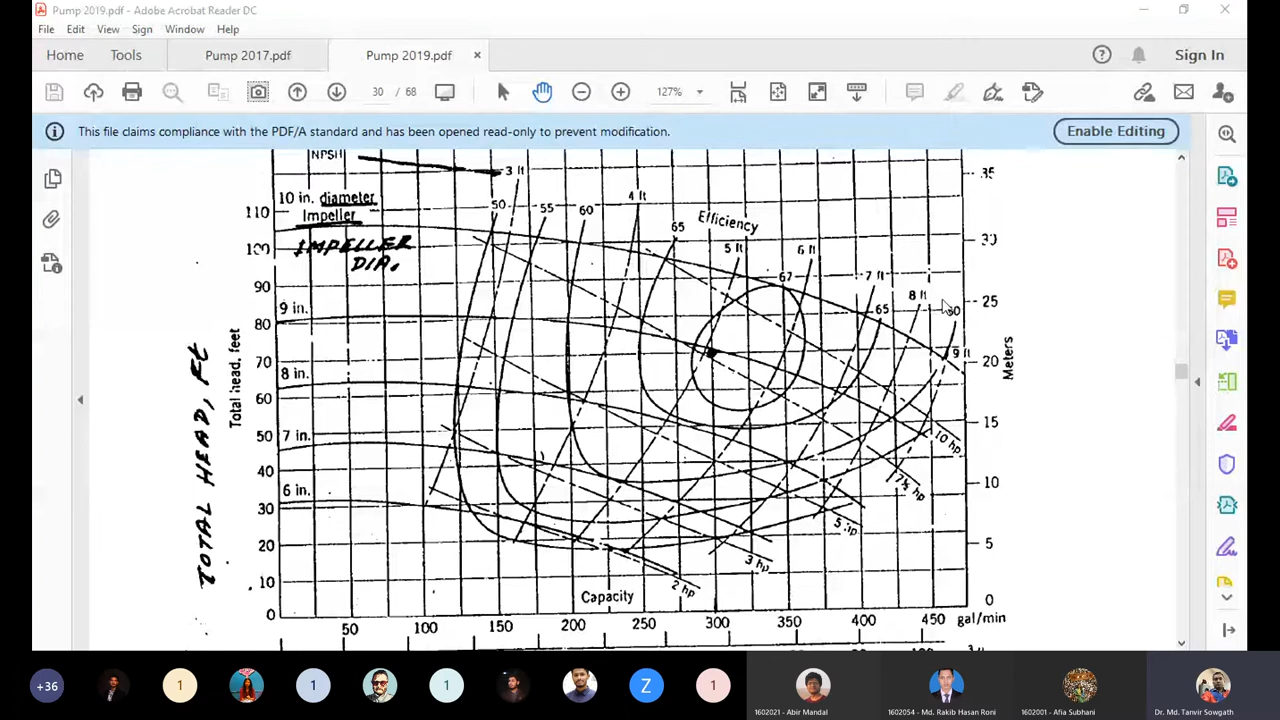 Pump 2019.pdf - Adobe Acrobat Reader DC
File Edit View Sign Window Help
Home Tools Pump 2017.pdf Pump 2019.pdf Sign In
30 / 68 127%
This file claims compliance with the PDF/A standard and has been opened read-only to prevent modification. Enable Editing
NPSH
3 ft 4 ft 35
10 in. diameter 50 55 60
Impeller
110 Efficiency
65 5 ft 6 ft 30
100 IMPELLER
DIA.
90 67 7 ft
8 ft 25
9 in. 65 60
80
TOTAL HEAD, Ft
Total head, feet
Meters
70 9 ft 20
8 in.
60
7 in. 50 15
10 hp
40
6 in. 7½ hp 10
30
5 hp
20 5
3 hp
10 2 hp
Capacity
0 0
50 100 150 200 250 300 350 400 450 gal/min
+36 1 1 1 Z 1
1602021 - Abir Mandal 1602054 - Md. Rakib Hasan Roni 1602001 - Afia Subhani Dr. Md. Tanvir Sowgath